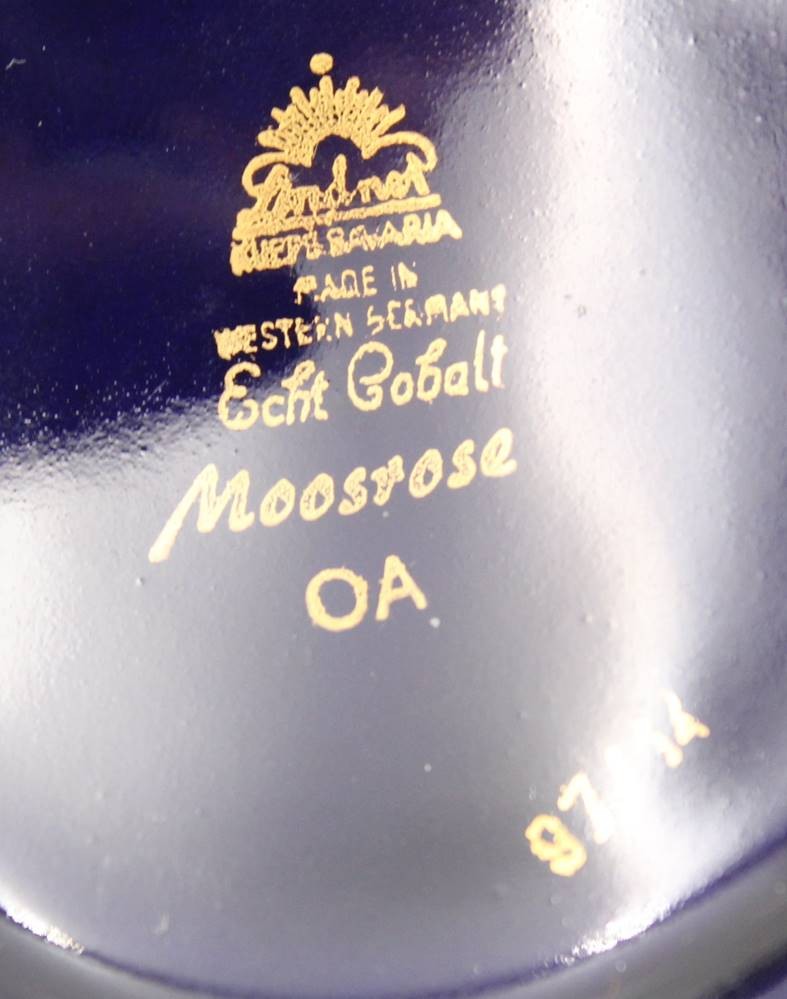 Lindner
KUEPS BAVARIA
MADE IN
WESTERN GERMANY
Echt Cobalt
Moosrose
OA